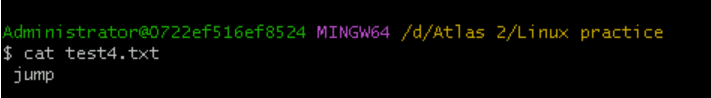 Administrator@0722ef516ef8524 MINGW64 /d/Atlas 2/Linux practice
$ cat test4.txt
 jump